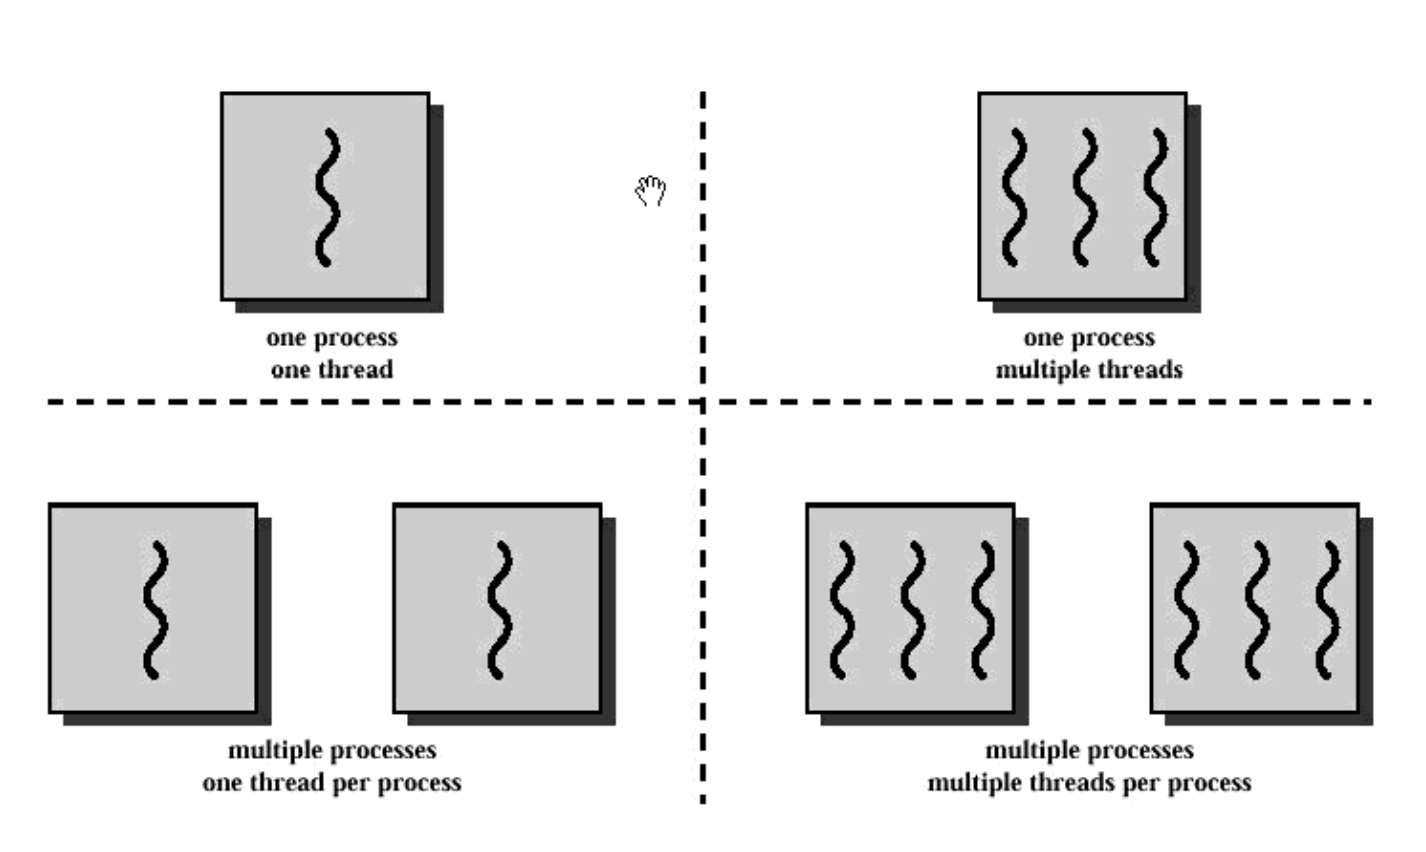 one process
one thread
one process
multiple threads
multiple processes
one thread per process
multiple processes
multiple threads per process